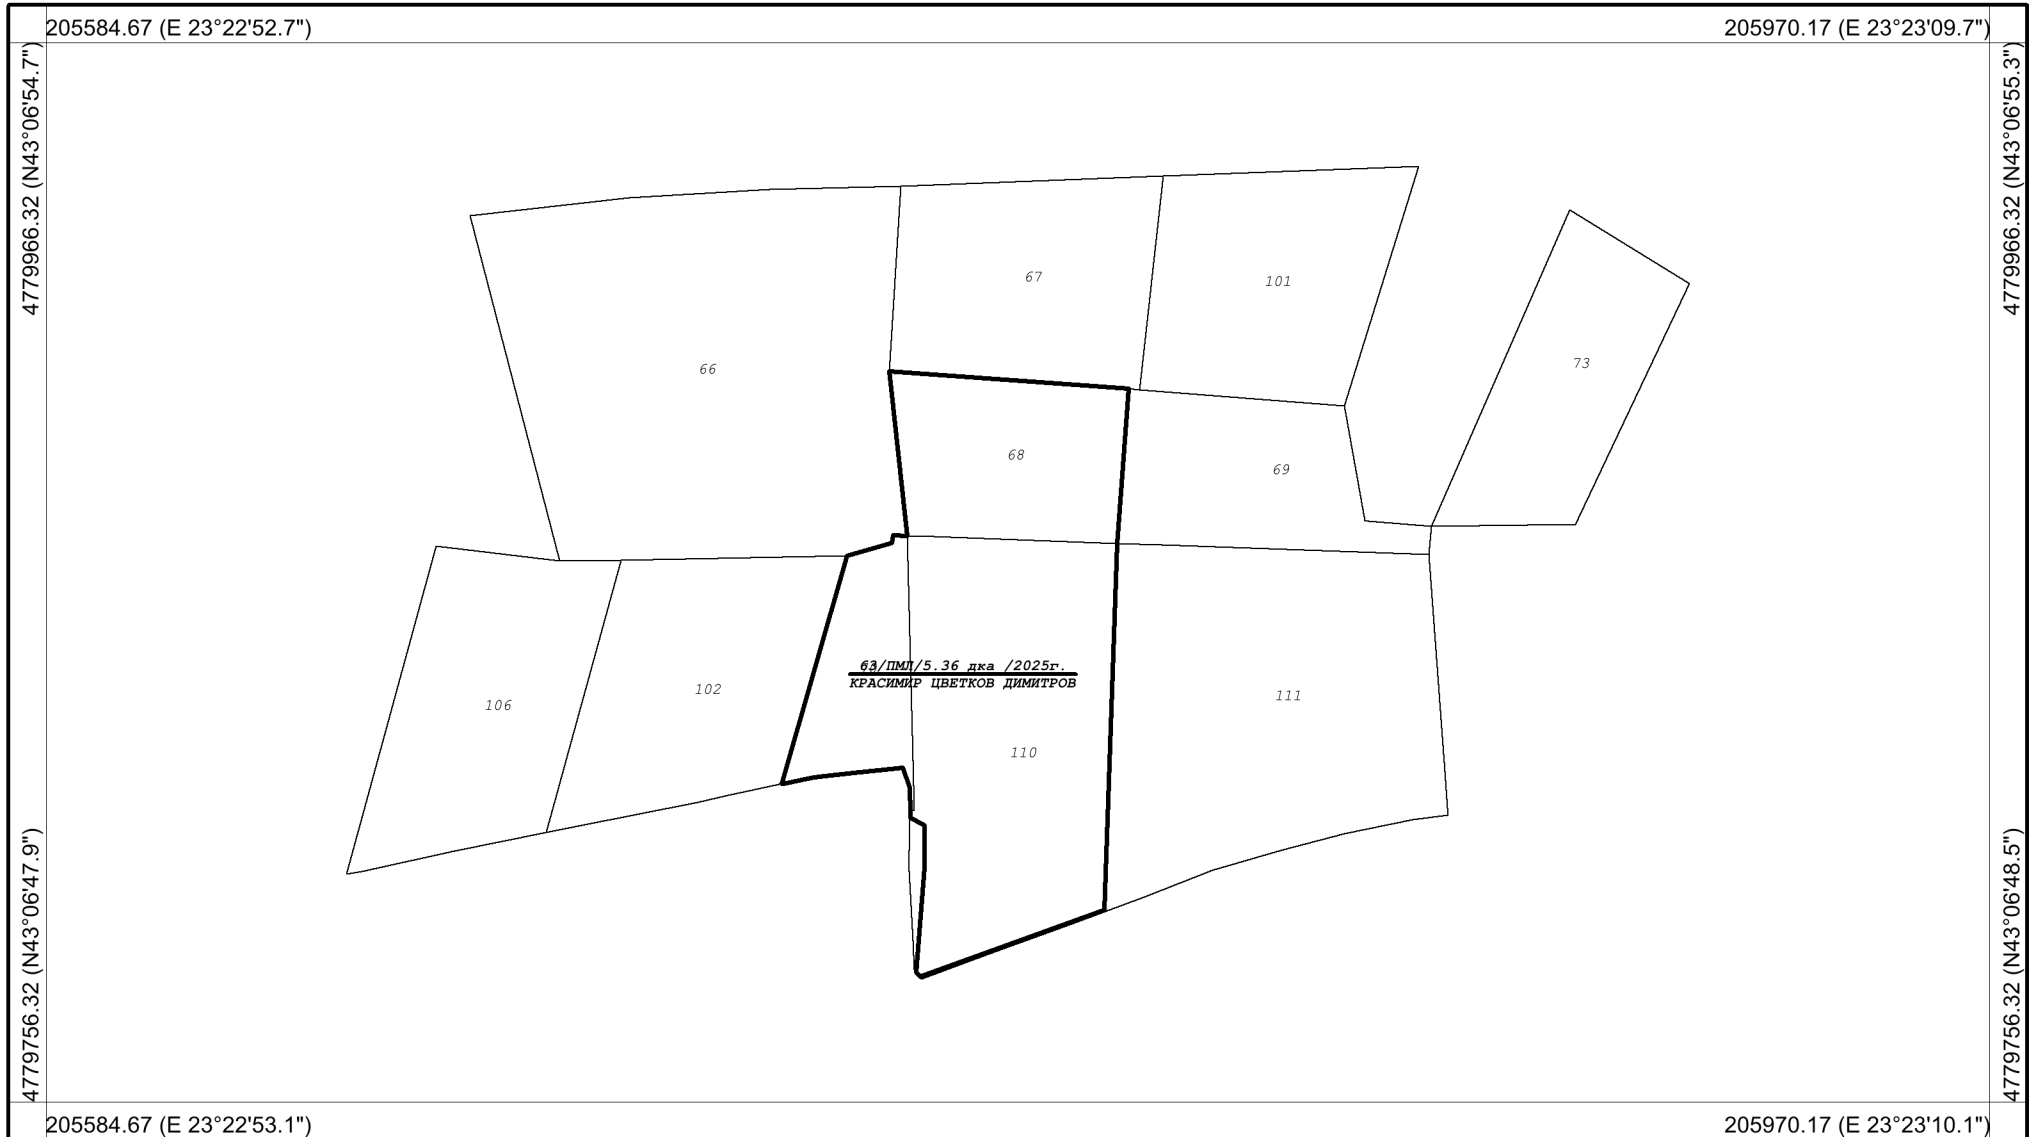 205584.67 (E 23°22'52.7")
205970.17 (E 23°23'09.7")
4779966.32 (N43°06'54.7")
4779966.32 (N43°06'55.3")
67
101
73
66
68
69
63/ПМЛ/5.36 дка /2025г.
КРАСИМИР ЦВЕТКОВ ДИМИТРОВ
102
106
111
110
4779756.32 (N43°06'47.9")
4779756.32 (N43°06'48.5")
205584.67 (E 23°22'53.1")
205970.17 (E 23°23'10.1")